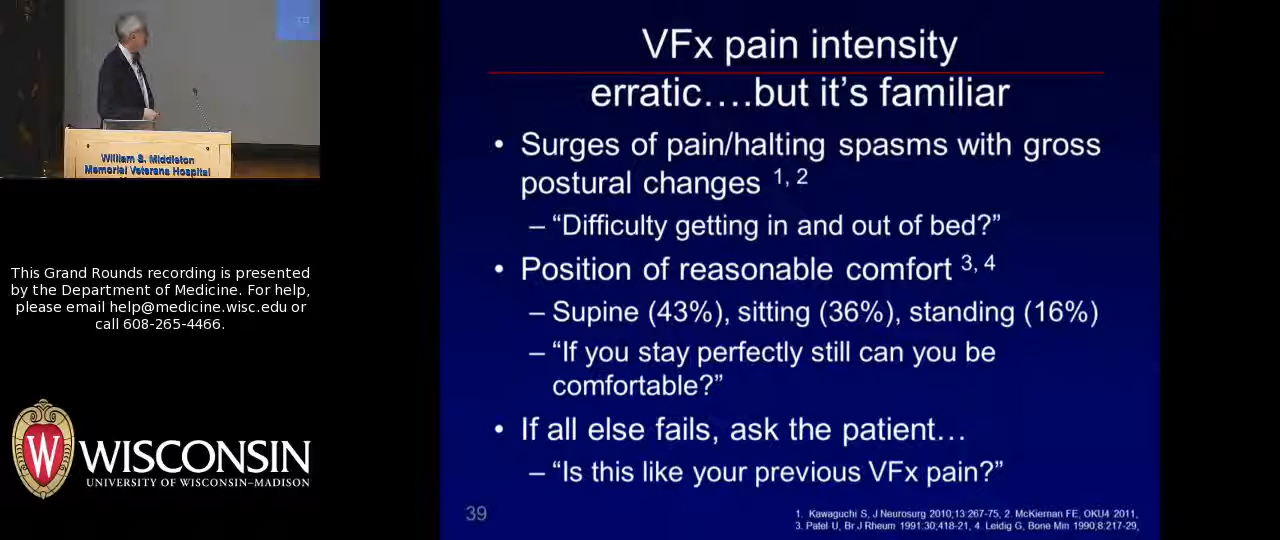 William S. Middleton
Memorial Veterans Hospital
This Grand Rounds recording is presented
by the Department of Medicine. For help,
please email help@medicine.wisc.edu or
call 608-265-4466.
W
WISCONSIN
UNIVERSITY OF WISCONSIN–MADISON
VFx pain intensity
erratic….but it’s familiar
• Surges of pain/halting spasms with gross
postural changes 1, 2
– “Difficulty getting in and out of bed?”
• Position of reasonable comfort 3, 4
– Supine (43%), sitting (36%), standing (16%)
– “If you stay perfectly still can you be
comfortable?”
• If all else fails, ask the patient…
– “Is this like your previous VFx pain?”
39
1. Kawaguchi S, J Neurosurg 2010;13:267-75, 2. McKiernan FE, OKU4 2011,
3. Patel U, Br J Rheum 1991:30;418-21, 4. Leidig G, Bone Min 1990;8:217-29,